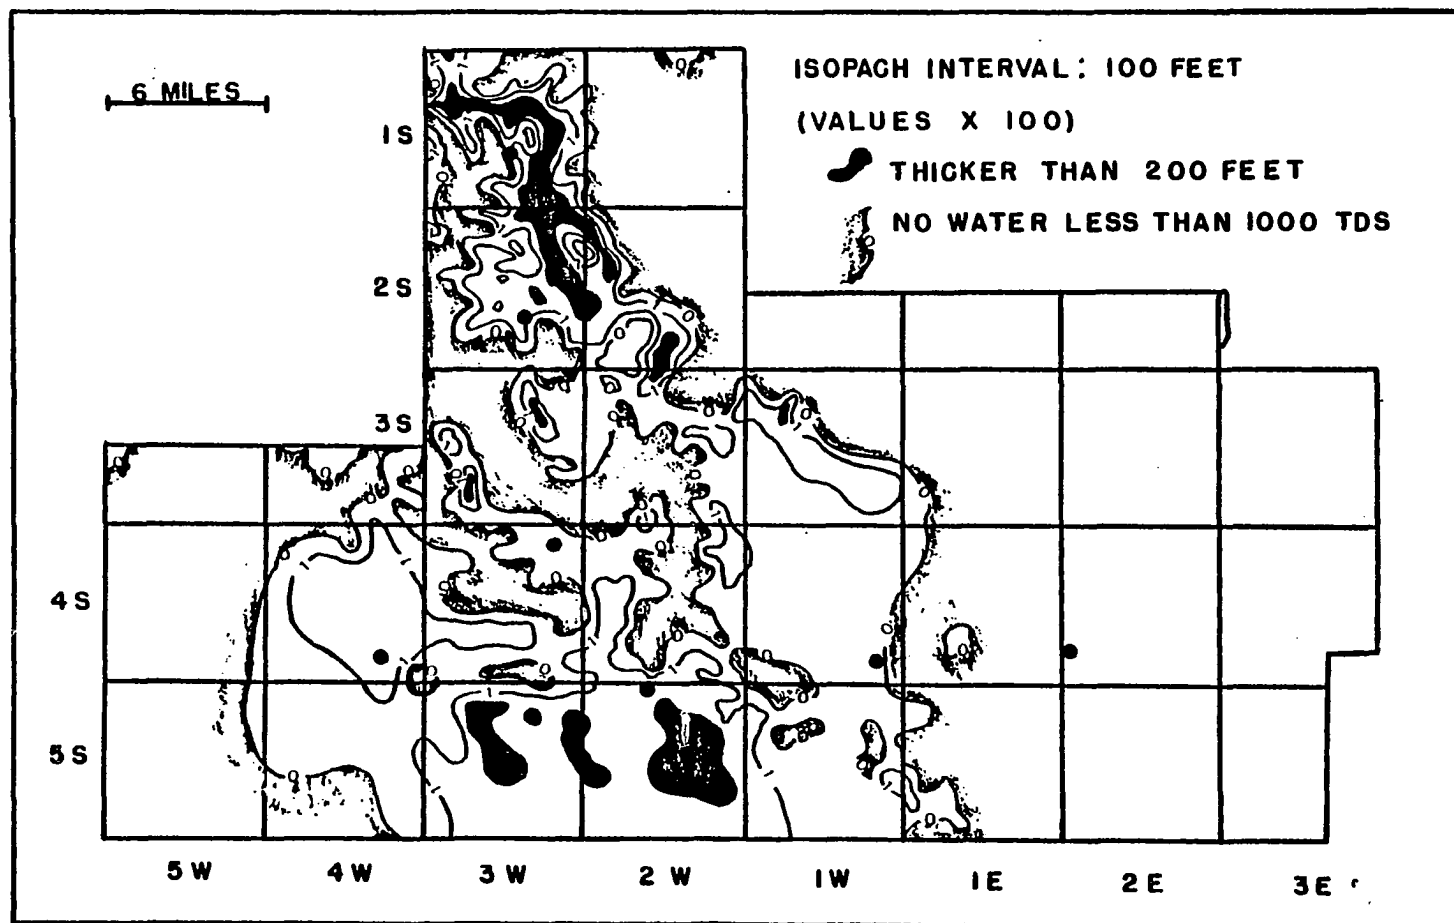 6 MILES
ISOPACH INTERVAL: 100 FEET
(VALUES X 100)
THICKER THAN 200 FEET
NO WATER LESS THAN 1000 TDS
1S
2S
3S
4S
5S
5W
4W
3W
2W
1W
1E
2E
3E